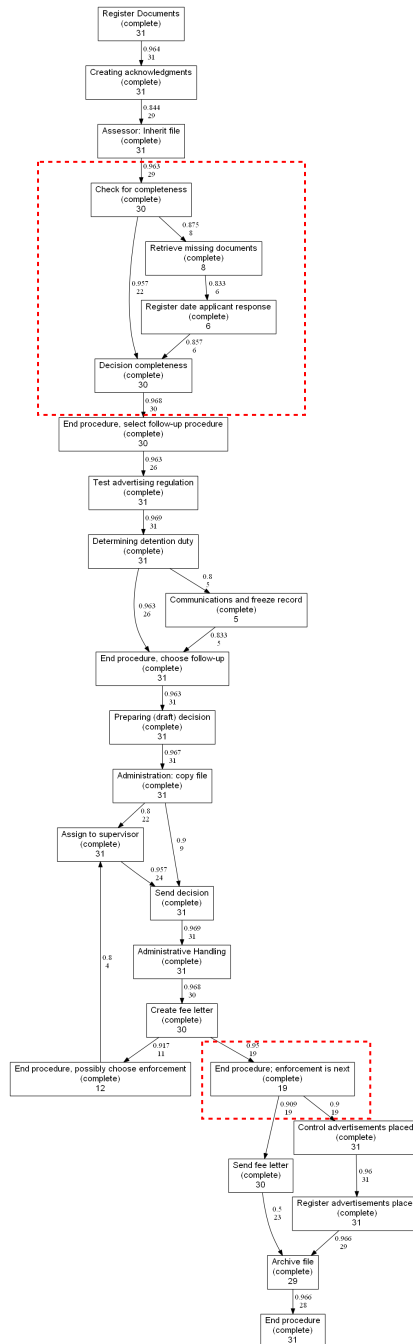 Register Documents
(complete)
31
0.964
31
Creating acknowledgments
(complete)
31
0.844
29
Assessor: Inherit file
(complete)
31
0.963
29
Check for completeness
(complete)
30
0.875
8
Retrieve missing documents
(complete)
8
0.957
22
0.833
6
Register date applicant response
(complete)
6
0.857
6
Decision completeness
(complete)
30
0.968
30
End procedure, select follow-up procedure
(complete)
30
0.963
26
Test advertising regulation
(complete)
31
0.969
31
Determining detention duty
(complete)
31
0.8
5
0.963
26
Communications and freeze record
(complete)
5
0.833
5
End procedure, choose follow-up
(complete)
31
0.963
31
Preparing (draft) decision
(complete)
31
0.967
31
Administration: copy file
(complete)
31
0.8
22
0.9
9
Assign to supervisor
(complete)
31
0.957
24
Send decision
(complete)
31
0.969
31
Administrative Handling
(complete)
31
0.8
4
0.968
30
Create fee letter
(complete)
30
0.917
11
0.95
19
End procedure, possibly choose enforcement
(complete)
12
End procedure; enforcement is next
(complete)
19
0.909
19
0.9
19
Control advertisements placed
(complete)
31
Send fee letter
(complete)
30
0.96
31
Register advertisements place
(complete)
31
0.5
23
0.966
29
Archive file
(complete)
29
0.966
28
End procedure
(complete)
31